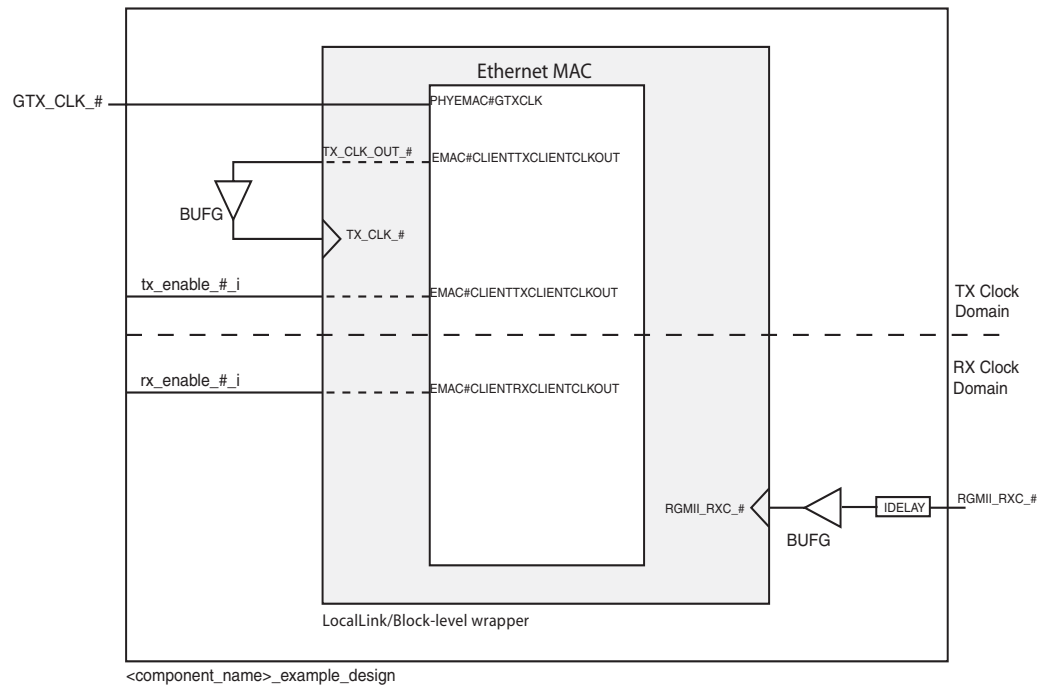 Ethernet MAC
GTX_CLK_#
PHYEMAC#GTXCLK
TX_CLK_OUT_#
EMAC#CLIENTTXCLIENTCLKOUT
BUFG
TX_CLK_#
tx_enable_#_i
EMAC#CLIENTTXCLIENTCLKOUT
TX Clock
Domain
RX Clock
Domain
rx_enable_#_i
EMAC#CLIENTRXCLIENTCLKOUT
RGMII_RXC_#
BUFG
IDELAY
RGMII_RXC_#
LocalLink/Block-level wrapper
<component_name>_example_design